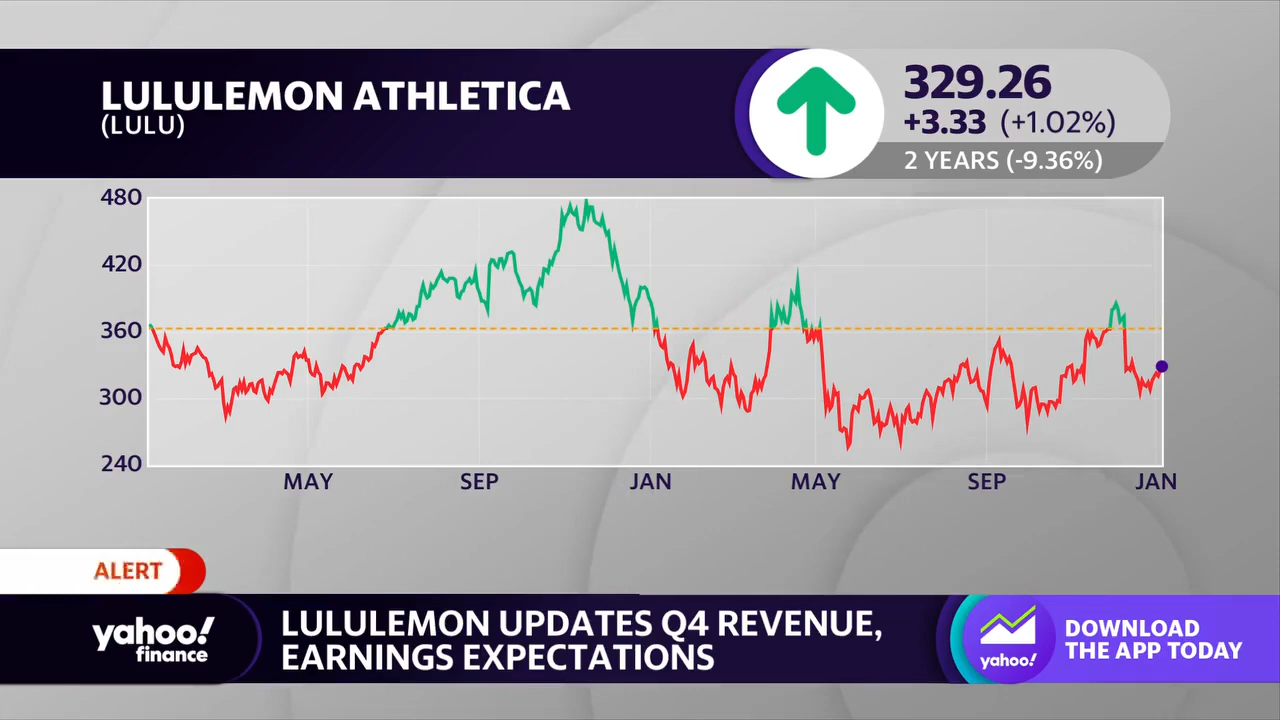 LULULEMON ATHLETICA
(LULU)
329.26
+3.33 (+1.02%)
2 YEARS (-9.36%)
480
420
360
300
240
MAY SEP JAN MAY SEP JAN
ALERT
yahoo!
finance
LULULEMON UPDATES Q4 REVENUE,
EARNINGS EXPECTATIONS
yahoo!
DOWNLOAD
THE APP TODAY